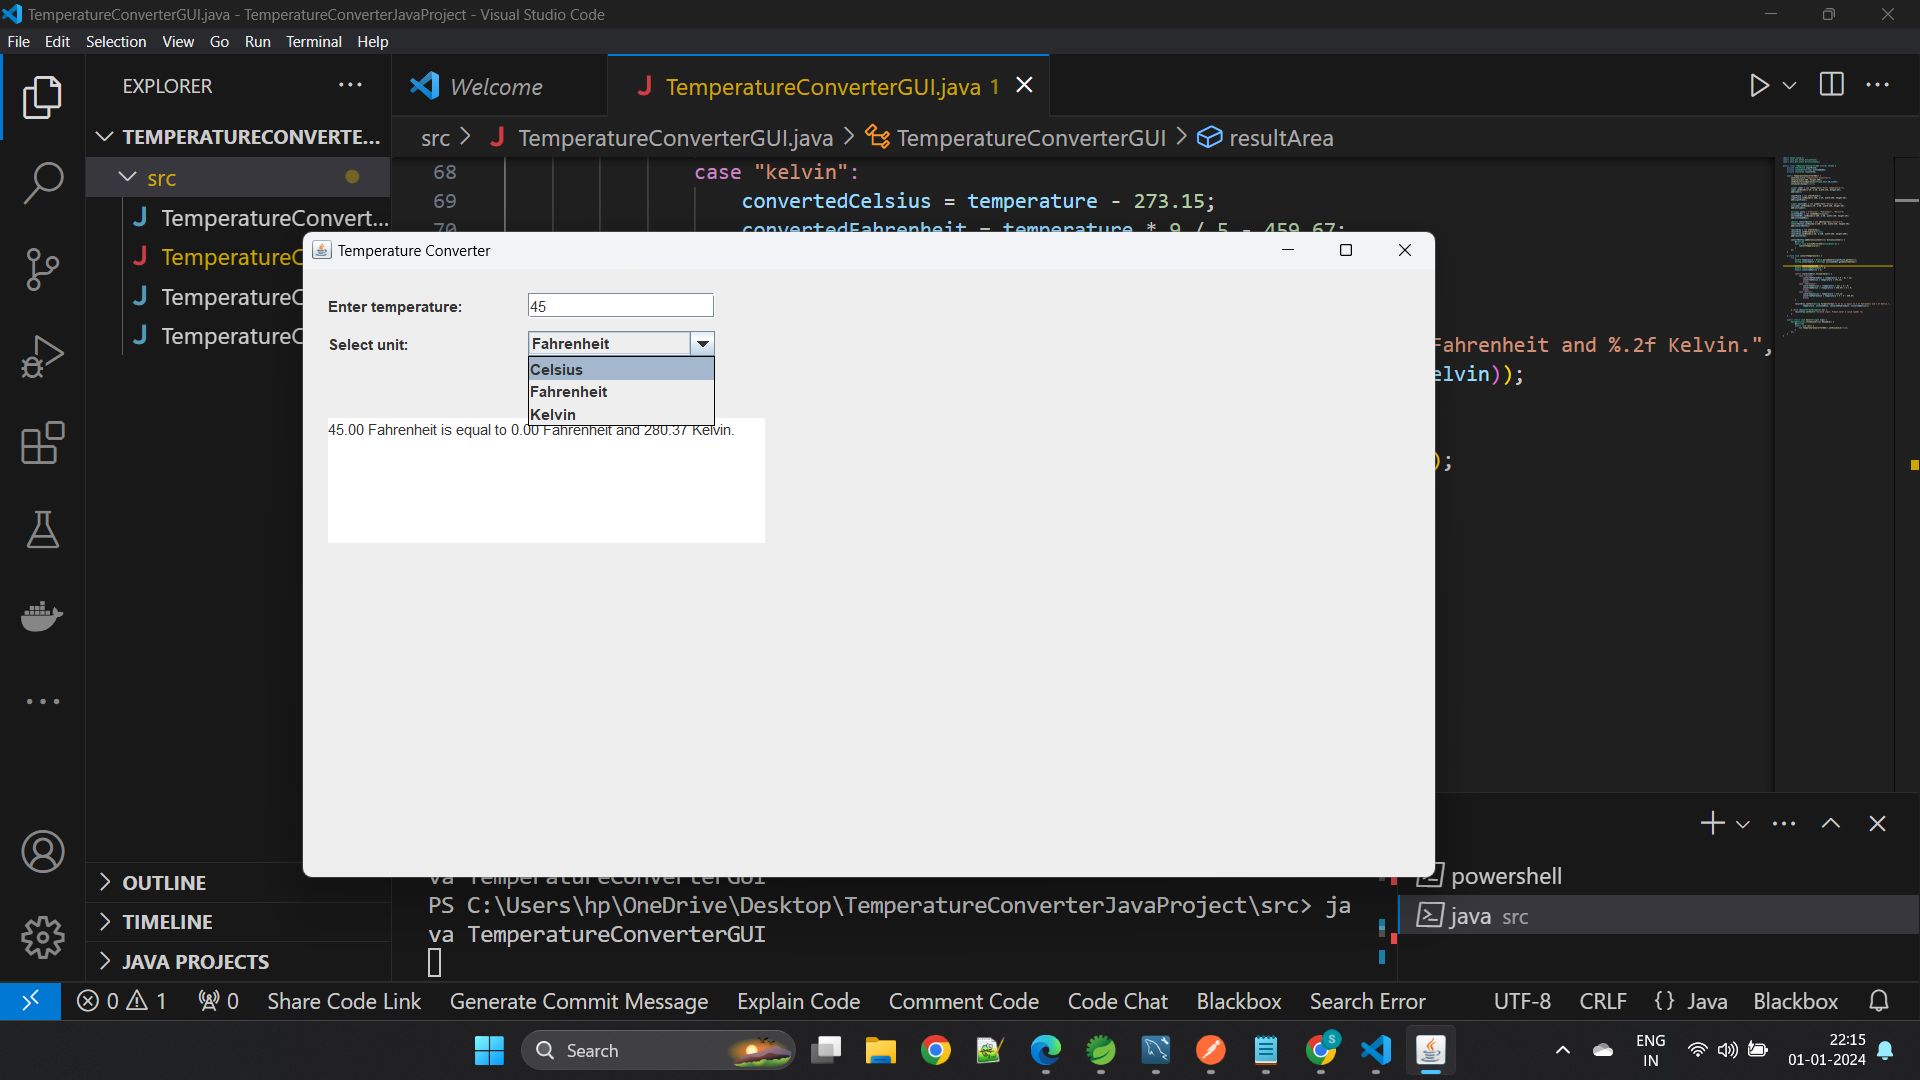 TemperatureConverterGUI.java - TemperatureConverterJavaProject - Visual Studio Code
File Edit Selection View Go Run Terminal Help
EXPLORER
Welcome
TemperatureConverterGUI.java 1
TEMPERATURECONVERTE...
src > TemperatureConverterGUI.java > TemperatureConverterGUI > resultArea
src
68 case "kelvin":
69 convertedCelsius = temperature - 273.15;
70 convertedFahrenheit = temperature * 9 / 5 - 459.67;
TemperatureConvert...
TemperatureC
TemperatureC
TemperatureC
Temperature Converter
Enter temperature: 45
Select unit: Fahrenheit
Celsius
Fahrenheit
Kelvin
45.00 Fahrenheit is equal to 0.00 Fahrenheit and 280.37 Kelvin.
Fahrenheit and %.2f Kelvin.",
elvin));
);
va TemperatureConverterGUI
PS C:\Users\hp\OneDrive\Desktop\TemperatureConverterJavaProject\src> ja
va TemperatureConverterGUI
powershell
java src
OUTLINE
TIMELINE
JAVA PROJECTS
0 1 0 Share Code Link Generate Commit Message Explain Code Comment Code Code Chat Blackbox Search Error UTF-8 CRLF {} Java Blackbox
Search
S
ENG
IN
22:15
01-01-2024